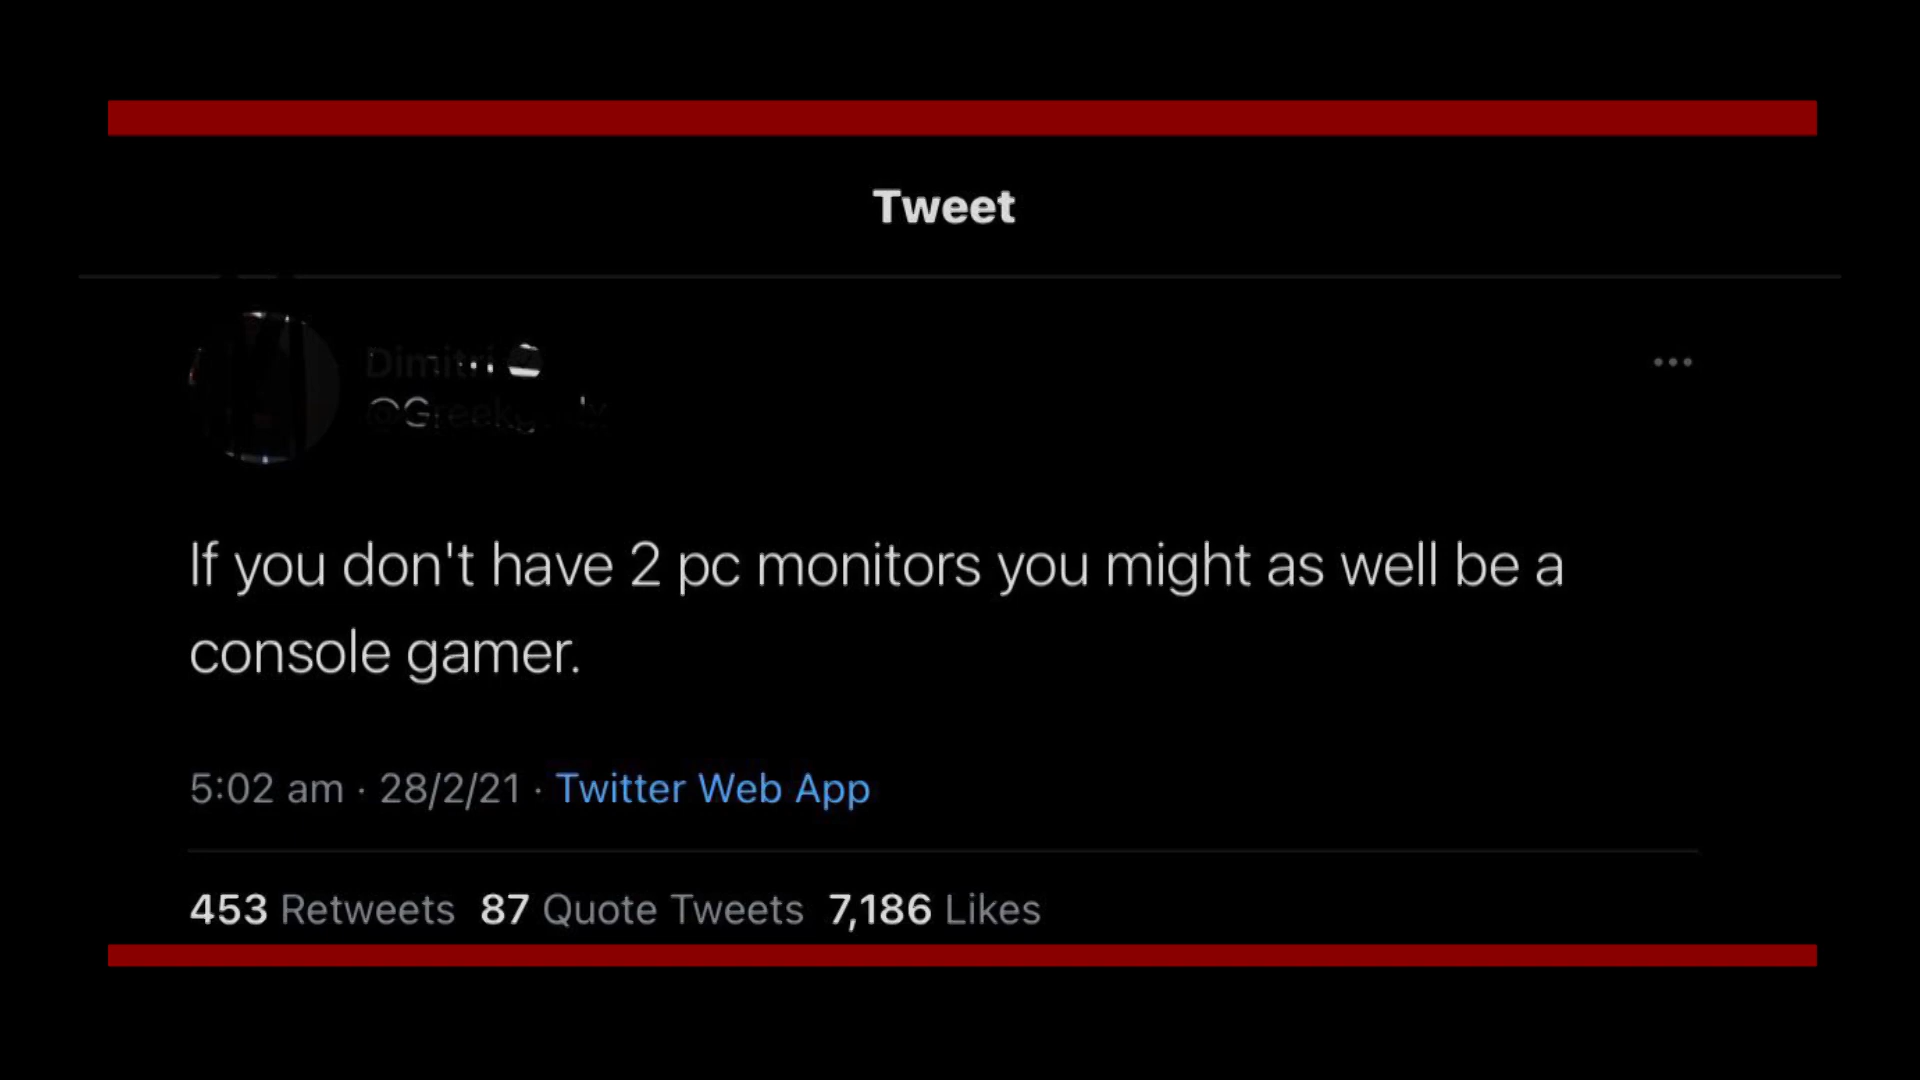 Tweet
Dimitri
If you don't have 2 pc monitors you might as well be a
console gamer.
5:02 am · 28/2/21 · Twitter Web App
453 Retweets 87 Quote Tweets 7,186 Likes